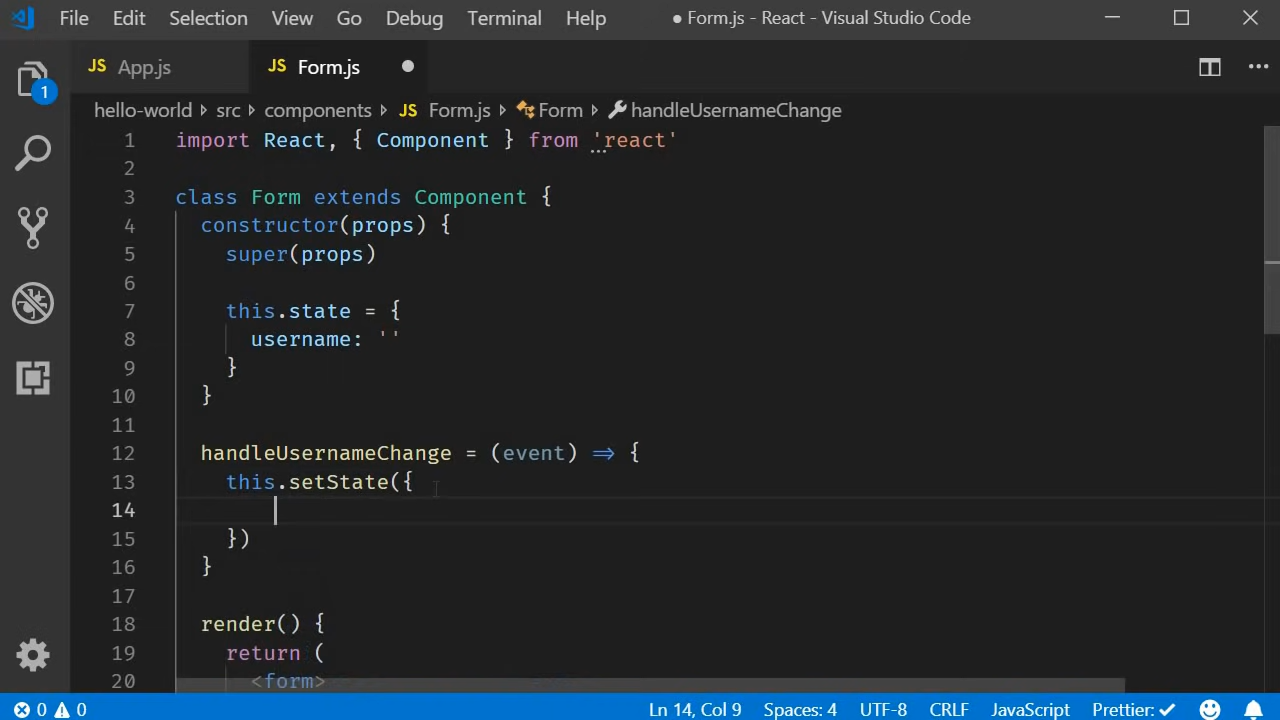 File Edit Selection View Go Debug Terminal Help ● Form.js - React - Visual Studio Code
JS App.js JS Form.js ●
1
hello-world > src > components > JS Form.js > Form > handleUsernameChange
1 import React, { Component } from 'react'
2
3 class Form extends Component {
4 constructor(props) {
5 super(props)
6
7 this.state = {
8 username: ''
9 }
10 }
11
12 handleUsernameChange = (event) => {
13 this.setState({
14
15 })
16 }
17
18 render() {
19 return (
20 <form>
0 0 Ln 14, Col 9 Spaces: 4 UTF-8 CRLF JavaScript Prettier: ✓